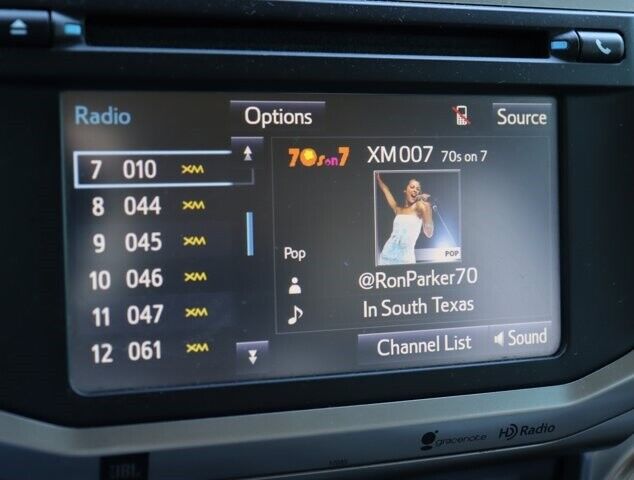 Radio
Options
Source
7 010 XM
8 044 XM
9 045 XM
10 046 XM
11 047 XM
12 061 XM
70s on 7
XM007 70s on 7
POP
Pop
@RonParker70
In South Texas
Channel List
Sound
gracenote
HD Radio
JBL